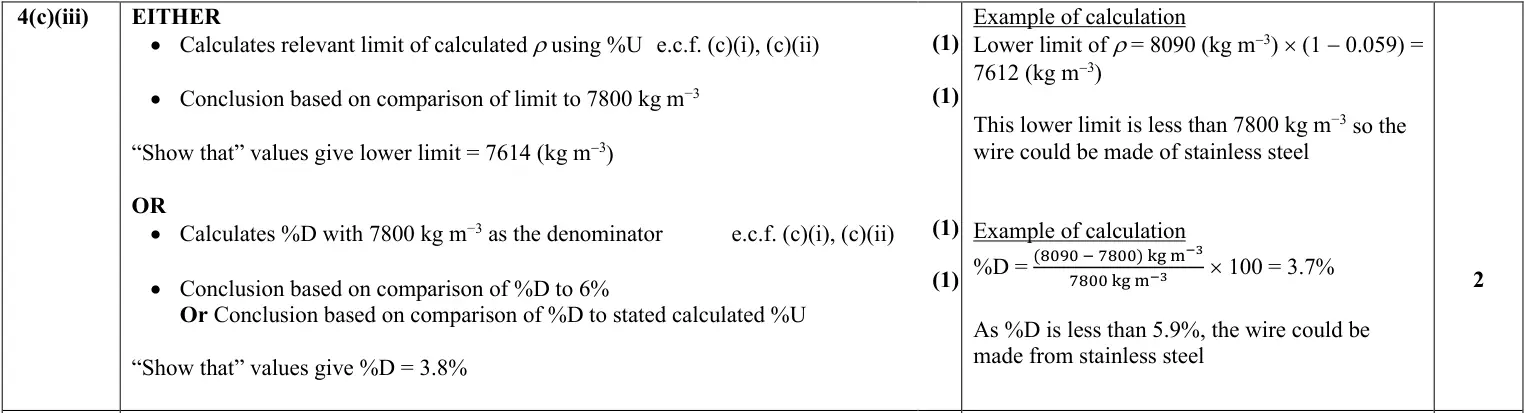 4(c)(iii)
EITHER
• Calculates relevant limit of calculated ρ using %U e.c.f. (c)(i), (c)(ii) (1)
• Conclusion based on comparison of limit to 7800 kg m⁻³ (1)
“Show that” values give lower limit = 7614 (kg m⁻³)
OR
• Calculates %D with 7800 kg m⁻³ as the denominator e.c.f. (c)(i), (c)(ii) (1)
• Conclusion based on comparison of %D to 6% (1)
Or Conclusion based on comparison of %D to stated calculated %U
“Show that” values give %D = 3.8%
Example of calculation
Lower limit of ρ = 8090 (kg m⁻³) × (1 – 0.059) =
7612 (kg m⁻³)
This lower limit is less than 7800 kg m⁻³ so the
wire could be made of stainless steel
Example of calculation
%D = (8090 − 7800) kg m⁻³ / 7800 kg m⁻³ × 100 = 3.7%
As %D is less than 5.9%, the wire could be
made from stainless steel
2